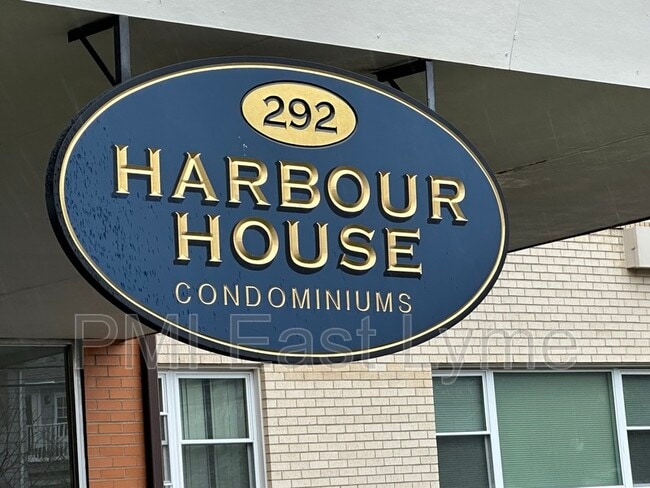 292
HARBOUR
HOUSE
CONDOMINIUMS
PMI East Lyme